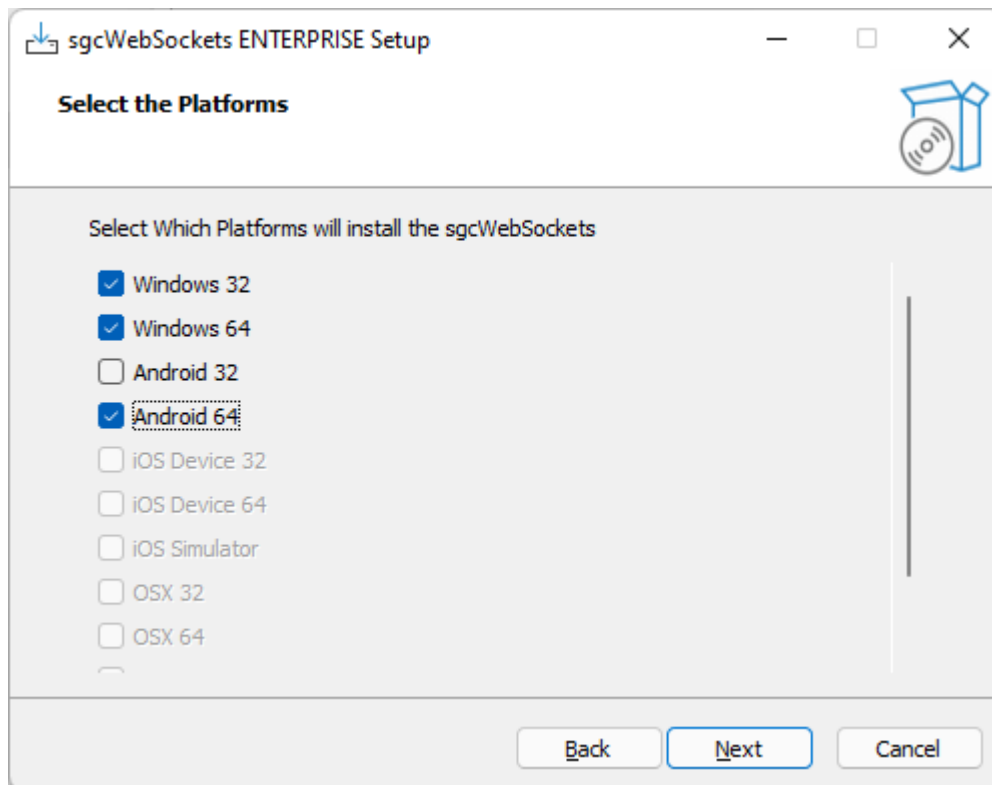 sgcWebSockets ENTERPRISE Setup
Select the Platforms
Select Which Platforms will install the sgcWebSockets
Windows 32
Windows 64
Android 32
Android 64
iOS Device 32
iOS Device 64
iOS Simulator
OSX 32
OSX 64
Back Next Cancel